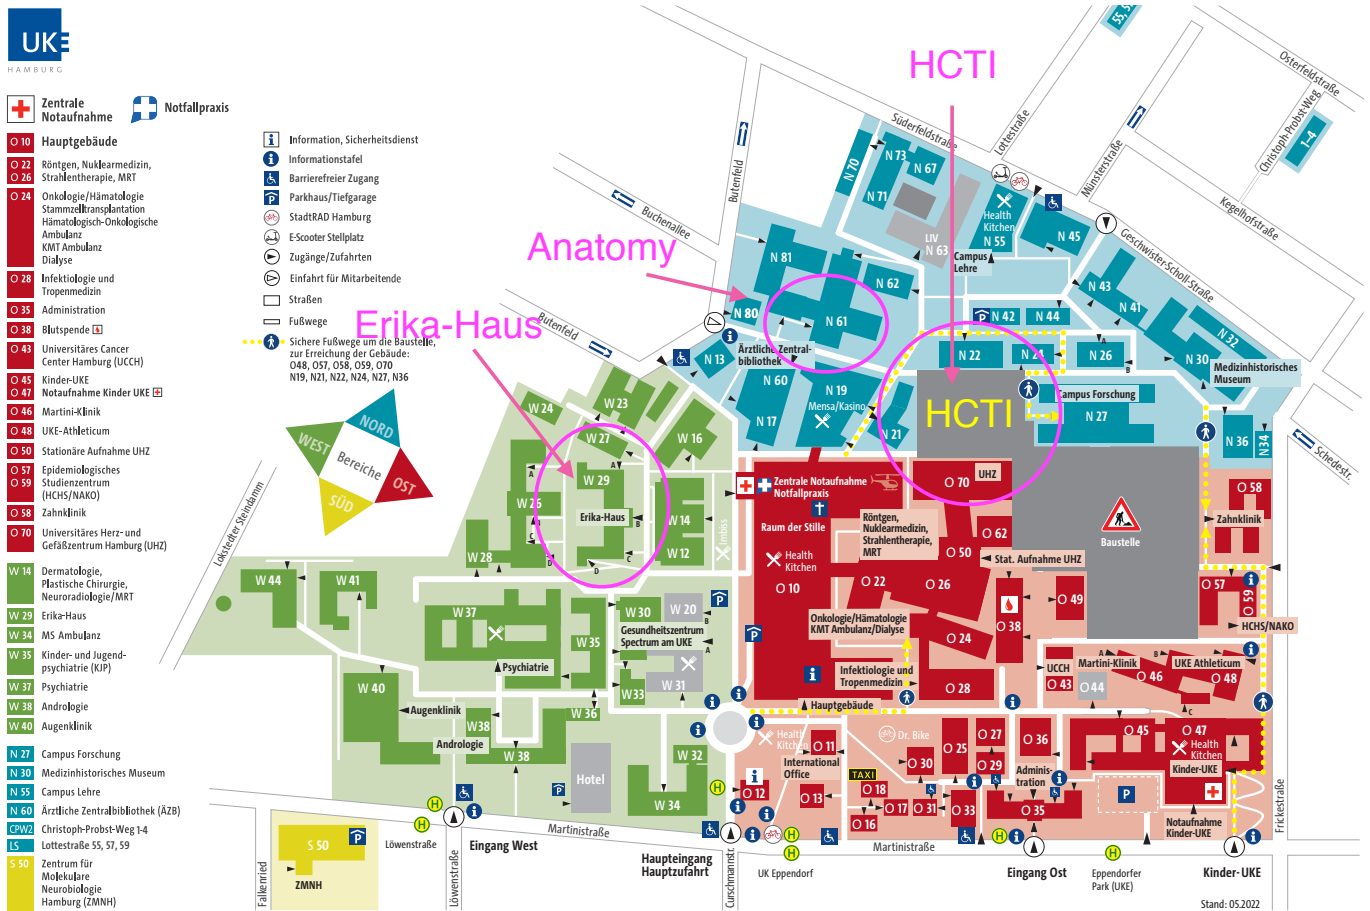 UKE
HAMBURG
Zentrale
Notaufnahme
Notfallpraxis
O 10 Hauptgebäude
O 22 Röntgen, Nuklearmedizin,
O 26 Strahlentherapie, MRT
O 24 Onkologie/Hämatologie
Stammzelltransplantation
Hämatologisch-Onkologische
Ambulanz
KMT Ambulanz
Dialyse
O 28 Infektiologie und
Tropenmedizin
O 35 Administration
O 38 Blutspende
O 43 Universitäres Cancer
Center Hamburg (UCCH)
O 45 Kinder-UKE
O 47 Notaufnahme Kinder UKE
O 46 Martini-Klinik
O 48 UKE-Athleticum
O 50 Stationäre Aufnahme UHZ
O 57 Epidemiologisches
O 59 Studienzentrum
(HCHS/NAKO)
O 58 Zahnklinik
O 70 Universitäres Herz- und
Gefäßzentrum Hamburg (UHZ)
W 14 Dermatologie,
Plastische Chirurgie,
Neuroradiologie/MRT
W 29 Erika-Haus
W 34 MS Ambulanz
W 35 Kinder- und Jugend-
psychiatrie (KJP)
W 37 Psychiatrie
W 38 Andrologie
W 40 Augenklinik
N 27 Campus Forschung
N 30 Medizinhistorisches Museum
N 55 Campus Lehre
N 60 Ärztliche Zentralbibliothek (ÄZB)
CPW2 Christoph-Probst-Weg 1-4
LS Lottestraße 55, 57, 59
S 50 Zentrum für
Molekulare
Neurobiologie
Hamburg (ZMNH)
Information, Sicherheitsdienst
Informationstafel
Barrierefreier Zugang
Parkhaus/Tiefgarage
StadtRAD Hamburg
E-Scooter Stellplatz
Zugänge/Zufahrten
Einfahrt für Mitarbeitende
Straßen
Fußwege
Sichere Fußwege um die Baustelle,
zur Erreichung der Gebäude:
O48, O57, O58, O59, O70
N19, N21, N22, N24, N27, N36
WEST
NORD
Bereiche
SÜD
OST
HCTI
Anatomy
Erika-Haus
HCTI
Süderfeldstraße
Lottestraße
Münsterstraße
Osterfeldstraße
Christoph-Probst-Weg
1-4
Kegelhofstraße
Geschwister-Scholl-Straße
Butenfeld
Buchenallee
Butenfeld
Schedestr.
Frickestraße
Lokstedter Steindamm
N 73
N 67
N 70
N 71
Health
Kitchen
N 55
N 45
LIV
N 63
Campus
Lehre
N 81
N 62
N 80
N 61
N 43
N 41
N 42
N 44
N 32
N 30
N 13
Ärztliche Zentral-
bibliothek
N 22
N 26
B
Medizinhistorisches
Museum
N 60
N 19
Mensa/Kasino
Campus Forschung
N 27
N 17
N 21
N 36
N 34
W 24
W 23
W 27
W 16
A
A
W 29
W 26
B
Erika-Haus
B
W 14
C
C
W 12
D
D
W 28
Imbiss
W 44
W 41
W 37
W 35
W 30
W 20
B
Gesundheitszentrum
Spectrum am UKE
A
Psychiatrie
W 33
W 31
W 40
Augenklinik
W 36
W 38
Andrologie
W 38
Hotel
W 32
W 34
Zentrale Notaufnahme
Notfallpraxis
Raum der Stille
Health
Kitchen
O 10
O 70
UHZ
Röntgen,
Nuklearmedizin,
Strahlentherapie,
MRT
O 62
O 50
Stat. Aufnahme UHZ
O 22
O 26
Onkologie/Hämatologie
KMT Ambulanz/Dialyse
O 24
O 38
O 49
Infektiologie und
Tropenmedizin
O 28
Hauptgebäude
Baustelle
O 58
Zahnklinik
O 57
O 59
HCHS/NAKO
UCCH
O 43
Martini-Klinik
O 44
A
B
O 46
UKE Athleticum
A
O 48
C
Health
Kitchen
O 11
International
Office
O 12
O 13
Dr. Bike
O 30
O 25
O 27
O 29
O 36
TAXI
O 18
O 17
O 16
O 31
O 33
Adminis-
tration
O 35
O 45
O 47
Health
Kitchen
Kinder-UKE
P
Notaufnahme
Kinder-UKE
S 50
ZMNH
Falkenried
Löwenstraße
Löwenstraße
Eingang West
Martinistraße
Haupteingang
Hauptzufahrt
Curschmannstr.
UK Eppendorf
Martinistraße
Eingang Ost
Eppendorfer
Park (UKE)
Kinder-UKE
Stand: 05.2022